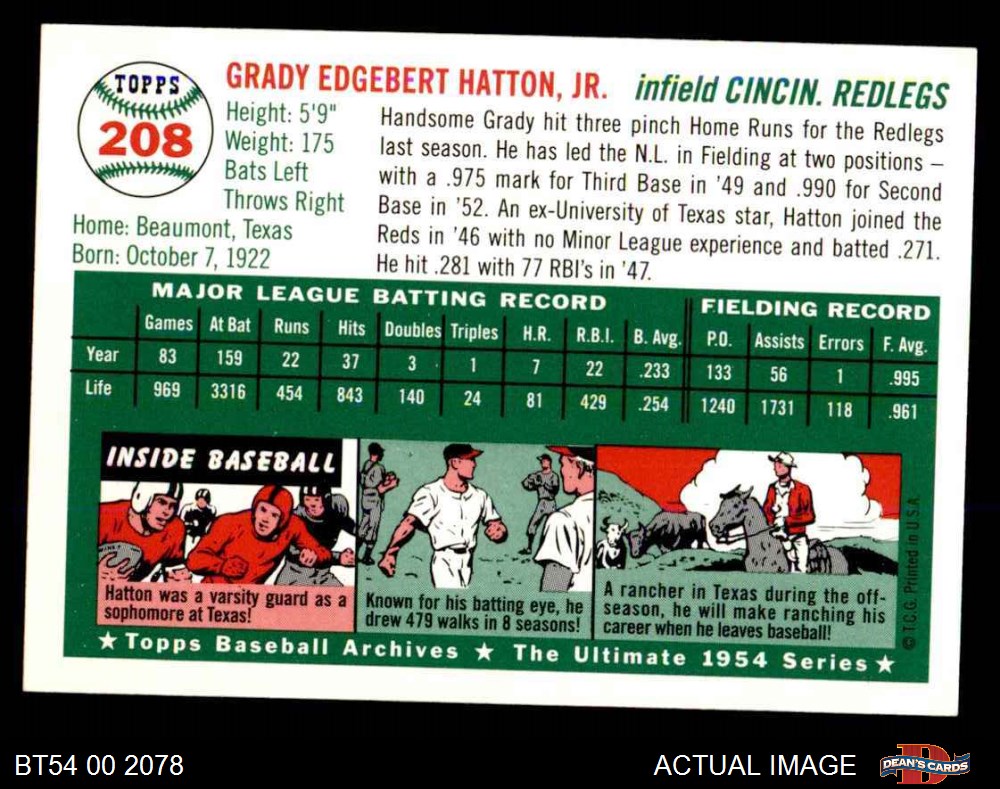 TOPPS
208
GRADY EDGEBERT HATTON, JR. infield CINCIN. REDLEGS
Height: 5'9"
Weight: 175
Bats Left
Throws Right
Home: Beaumont, Texas
Born: October 7, 1922
Handsome Grady hit three pinch Home Runs for the Redlegs
last season. He has led the N.L. in Fielding at two positions –
with a .975 mark for Third Base in '49 and .990 for Second
Base in '52. An ex-University of Texas star, Hatton joined the
Reds in '46 with no Minor League experience and batted .271.
He hit .281 with 77 RBI's in '47.
MAJOR LEAGUE BATTING RECORD FIELDING RECORD
Games At Bat Runs Hits Doubles Triples H.R. R.B.I. B. Avg. P.O. Assists Errors F. Avg.
Year 83 159 22 37 3 1 7 22 .233 133 56 1 .995
Life 969 3316 454 843 140 24 81 429 .254 1240 1731 118 .961
INSIDE BASEBALL
Hatton was a varsity guard as a
sophomore at Texas!
Known for his batting eye, he
drew 479 walks in 8 seasons!
A rancher in Texas during the off-
season, he will make ranching his
career when he leaves baseball!
© T.C.G. Printed in U.S.A.
★ Topps Baseball Archives ★ The Ultimate 1954 Series ★
BT54 00 2078
ACTUAL IMAGE
DEAN'S CARDS